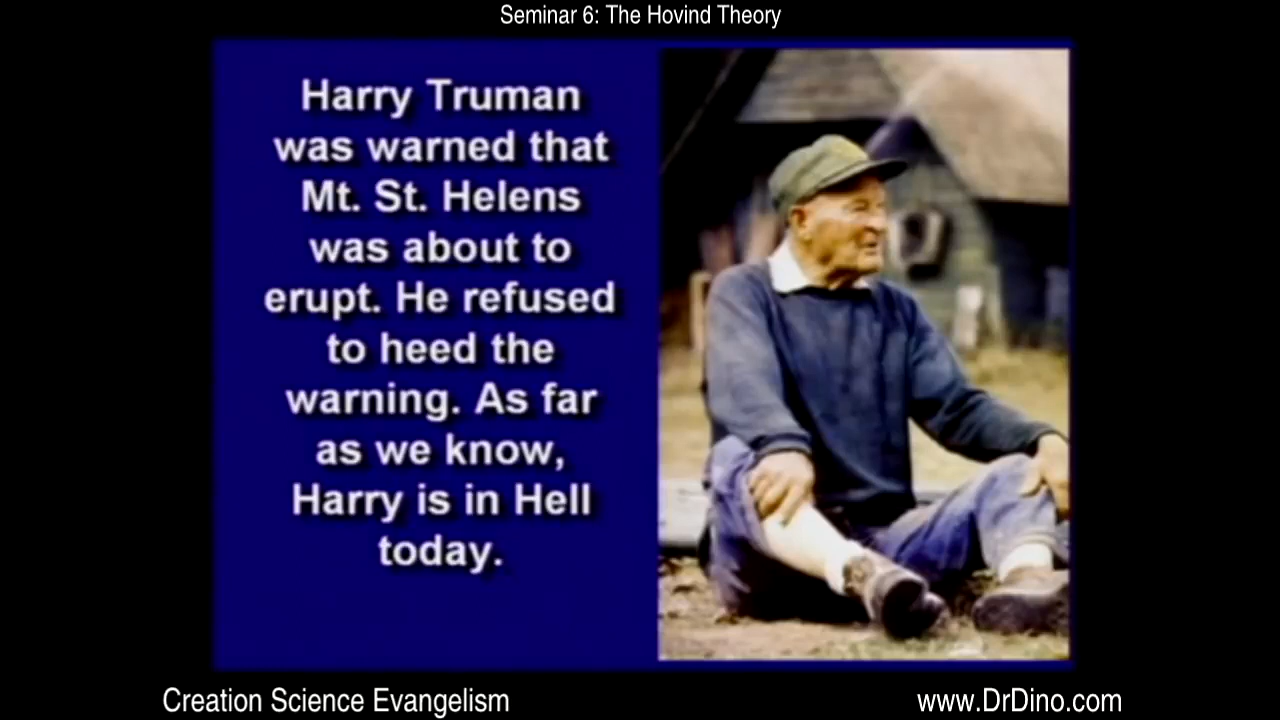 Seminar 6: The Hovind Theory
Harry Truman
was warned that
Mt. St. Helens
was about to
erupt. He refused
to heed the
warning. As far
as we know,
Harry is in Hell
today.
Creation Science Evangelism
www.DrDino.com